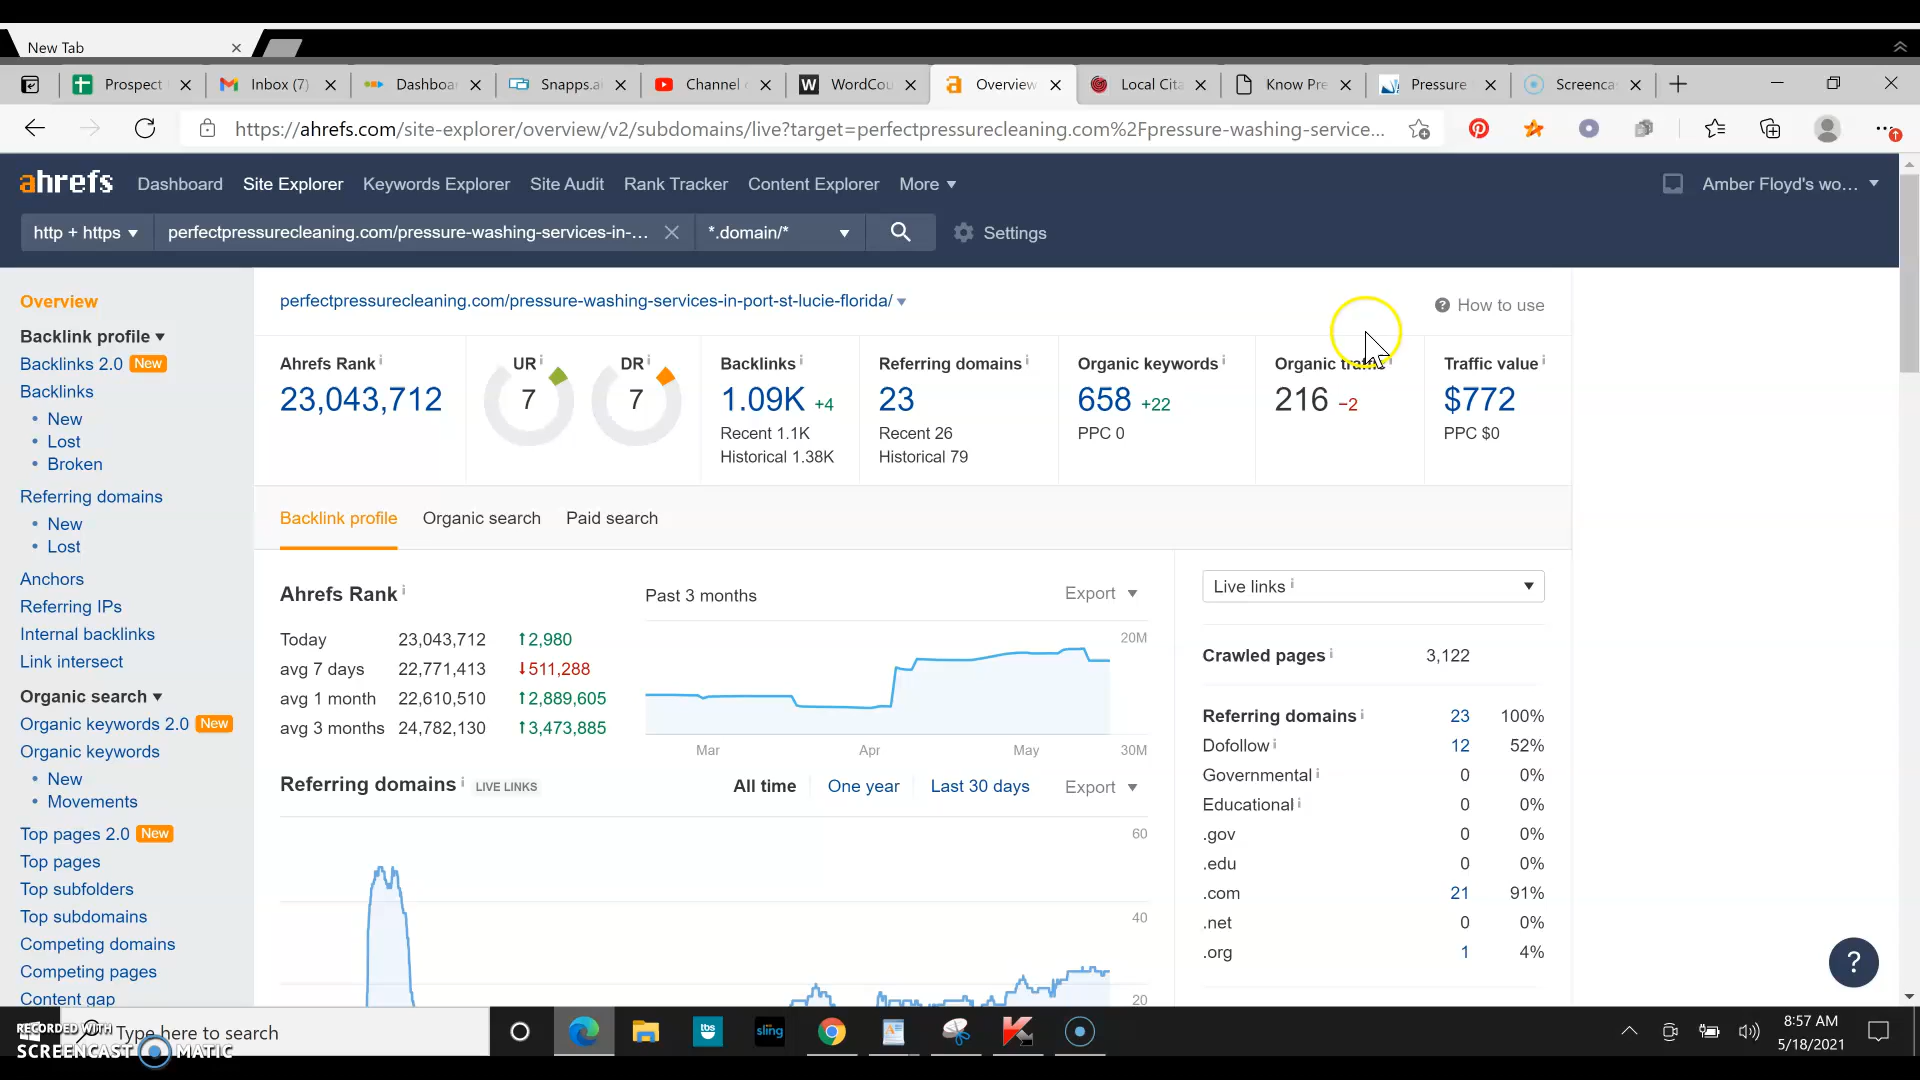 New Tab
Prospect
Inbox (7)
Dashboa
Snapps.a
Channel
WordCou
Overview
Local Cita
Know Pre
Pressure
Screenca
https://ahrefs.com/site-explorer/overview/v2/subdomains/live?target=perfectpressurecleaning.com%2Fpressure-washing-service...
ahrefs
Dashboard
Site Explorer
Keywords Explorer
Site Audit
Rank Tracker
Content Explorer
More
Amber Floyd's wo...
http + https
perfectpressurecleaning.com/pressure-washing-services-in-...
*.domain/*
Settings
Overview
Backlink profile
Backlinks 2.0 New
Backlinks
New
Lost
Broken
Referring domains
New
Lost
Anchors
Referring IPs
Internal backlinks
Link intersect
Organic search
Organic keywords 2.0 New
Organic keywords
New
Movements
Top pages 2.0 New
Top pages
Top subfolders
Top subdomains
Competing domains
Competing pages
Content gap
perfectpressurecleaning.com/pressure-washing-services-in-port-st-lucie-florida/
? How to use
Ahrefs Rank i
23,043,712
UR i
7
DR i
7
Backlinks i
1.09K +4
Recent 1.1K
Historical 1.38K
Referring domains i
23
Recent 26
Historical 79
Organic keywords i
658 +22
PPC 0
Organic
216 −2
Traffic value i
$772
PPC $0
Backlink profile
Organic search
Paid search
Ahrefs Rank i
Past 3 months
Export
Today 23,043,712 ↑2,980
avg 7 days 22,771,413 ↓511,288
avg 1 month 22,610,510 ↑2,889,605
avg 3 months 24,782,130 ↑3,473,885
20M
Mar
Apr
May
30M
Referring domains i LIVE LINKS
All time
One year
Last 30 days
Export
60
40
20
Live links i
Crawled pages i 3,122
Referring domains i 23 100%
Dofollow i 12 52%
Governmental i 0 0%
Educational i 0 0%
.gov 0 0%
.edu 0 0%
.com 21 91%
.net 0 0%
.org 1 4%
?
Type here to search
RECORDED WITH
SCREENCAST MATIC
tbs
sling
8:57 AM
5/18/2021